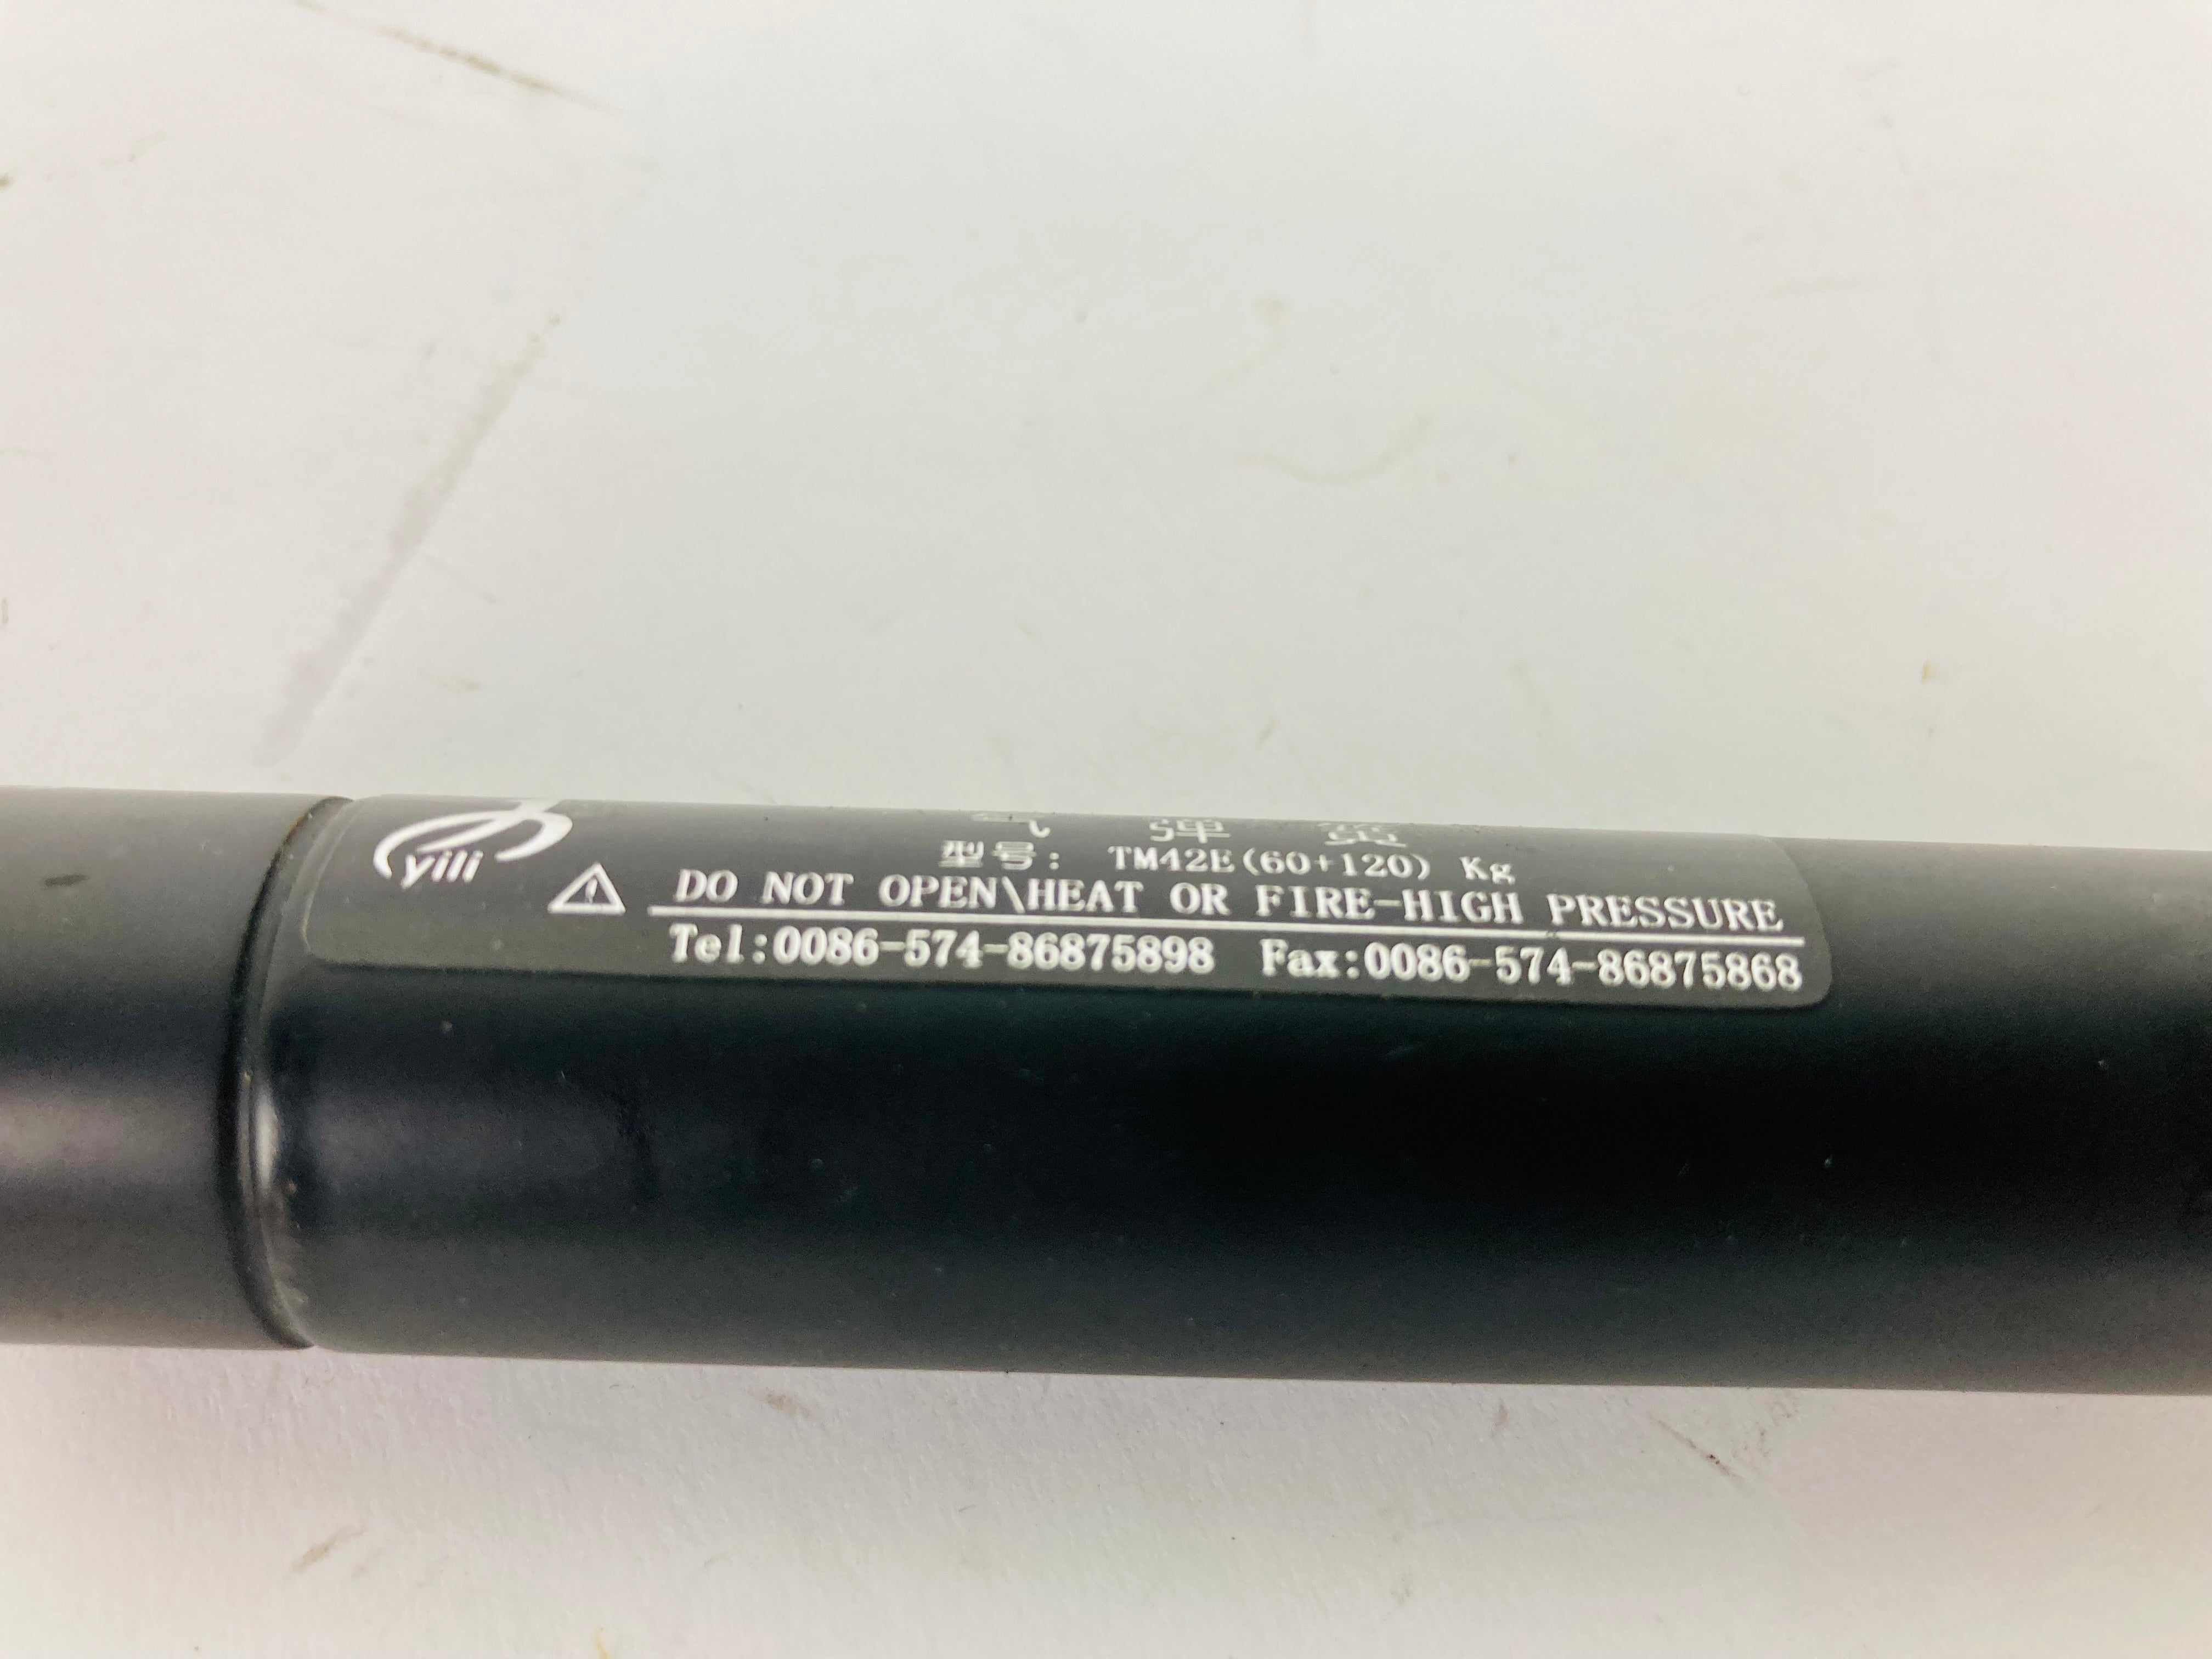 yili
气 弹 簧
型号: TM42E(60+120) Kg
DO NOT OPEN\HEAT OR FIRE-HIGH PRESSURE
Tel:0086-574-86875898 Fax:0086-574-86875868